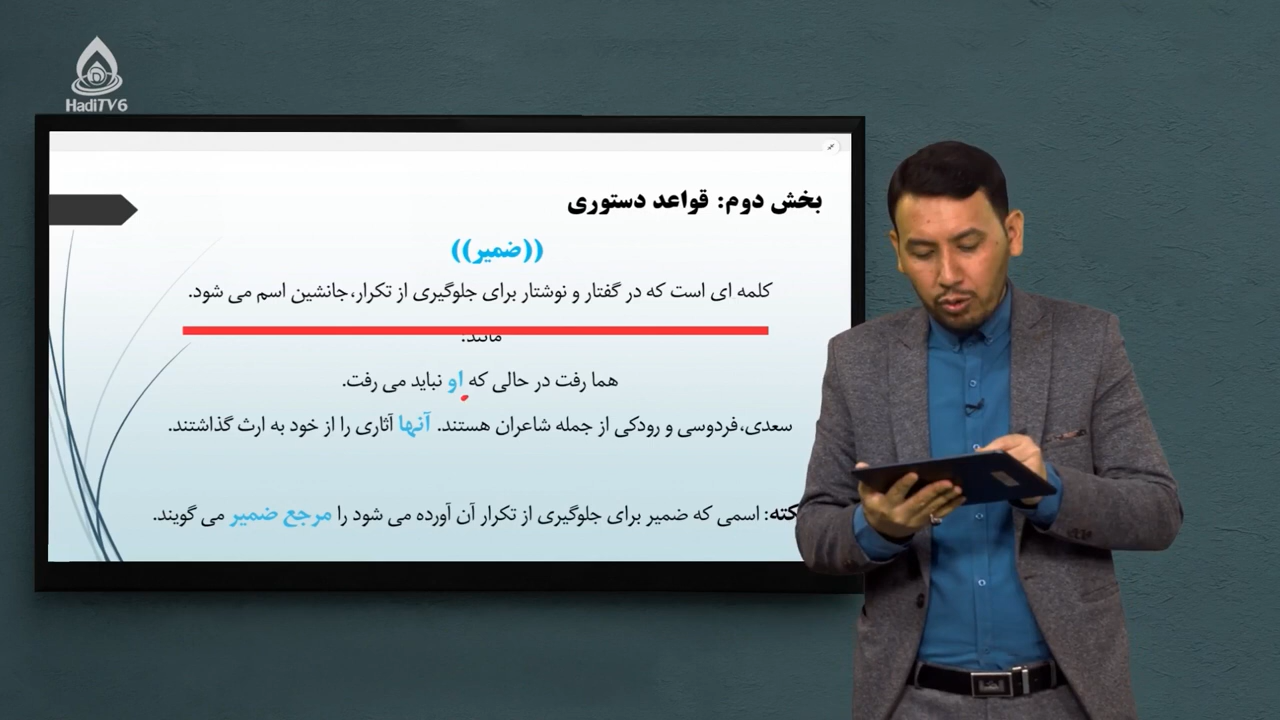 HadiTV6
بخش دوم: قواعد دستوری
((ضمیر))
کلمه ای است که در گفتار و نوشتار برای جلوگیری از تکرار،جانشین اسم می شود.
مانند:
هما رفت در حالی که او نباید می رفت.
سعدی،فردوسی و رودکی از جمله شاعران هستند. آنها آثاری را از خود به ارث گذاشتند.
کته: اسمی که ضمیر برای جلوگیری از تکرار آن آورده می شود را مرجع ضمیر می گویند.